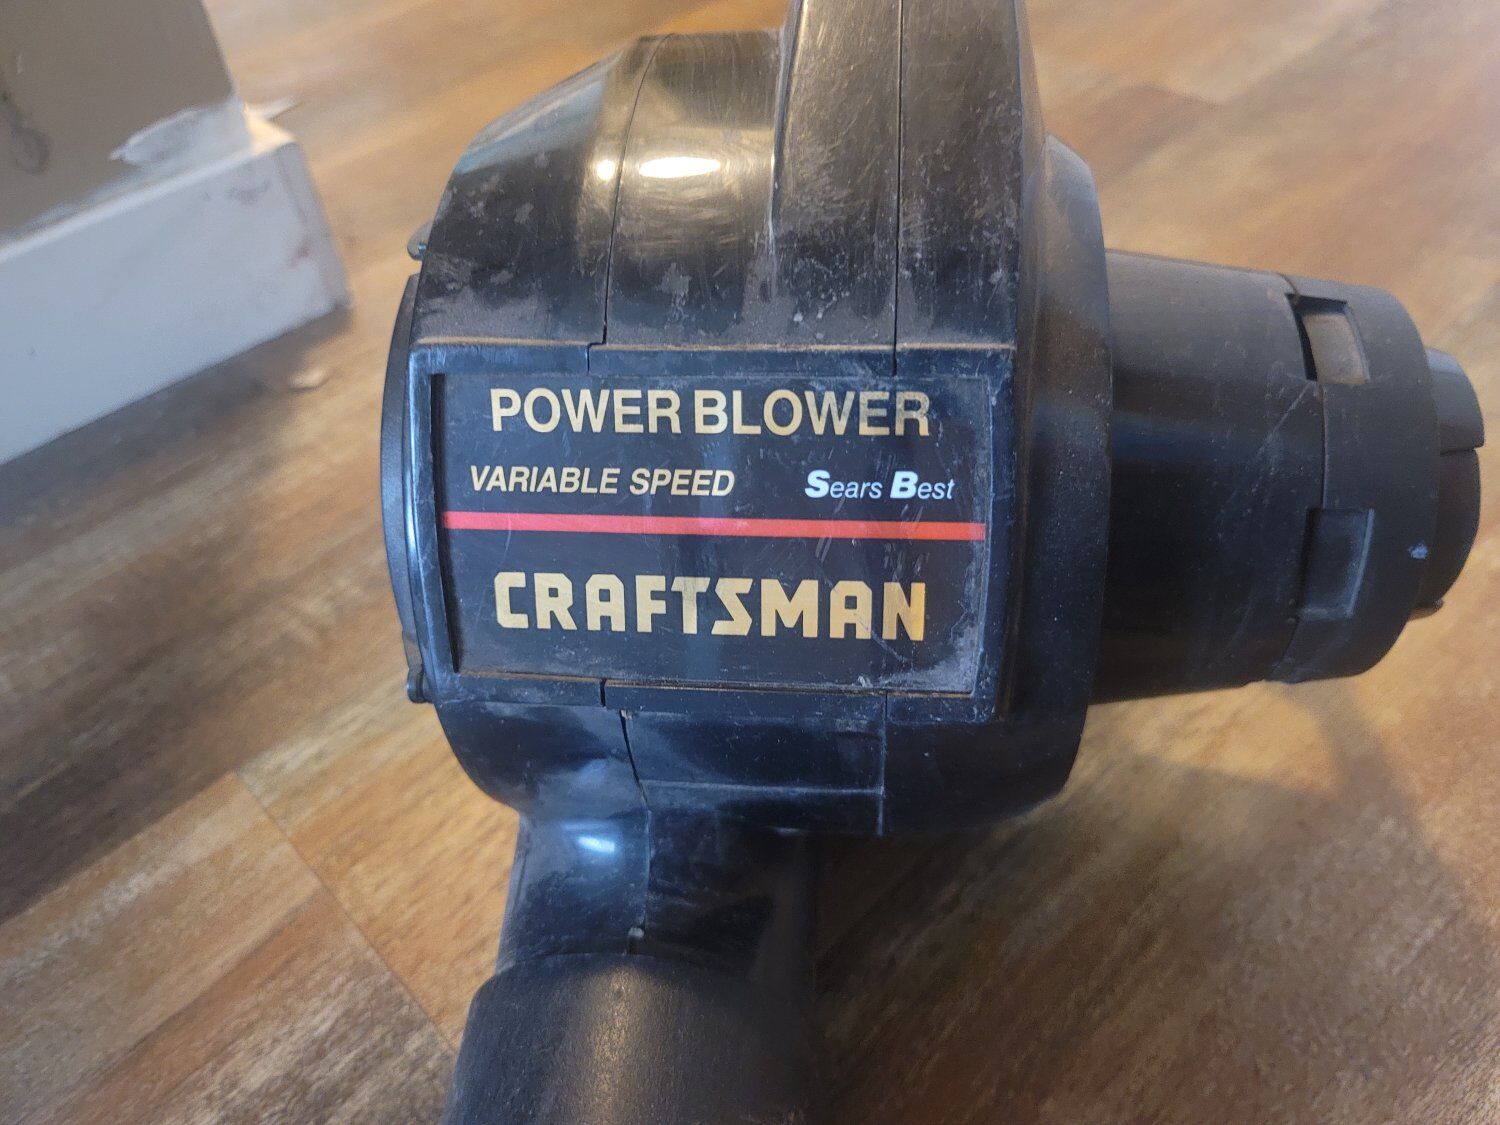 POWER BLOWER
VARIABLE SPEED Sears Best
CRAFTSMAN